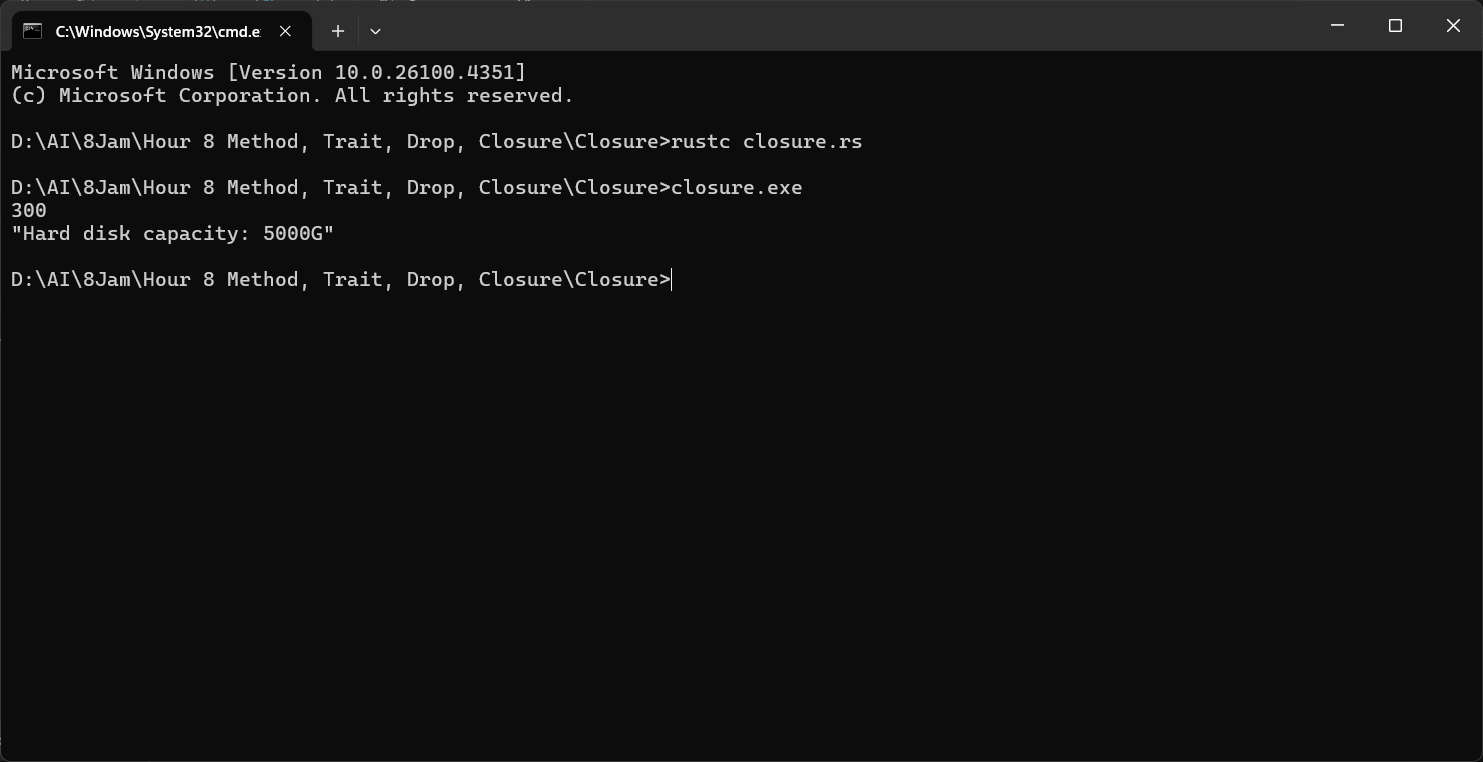 C:\Windows\System32\cmd.e
Microsoft Windows [Version 10.0.26100.4351]
(c) Microsoft Corporation. All rights reserved.
D:\AI\8Jam\Hour 8 Method, Trait, Drop, Closure\Closure>rustc closure.rs
D:\AI\8Jam\Hour 8 Method, Trait, Drop, Closure\Closure>closure.exe
300
"Hard disk capacity: 5000G"
D:\AI\8Jam\Hour 8 Method, Trait, Drop, Closure\Closure>